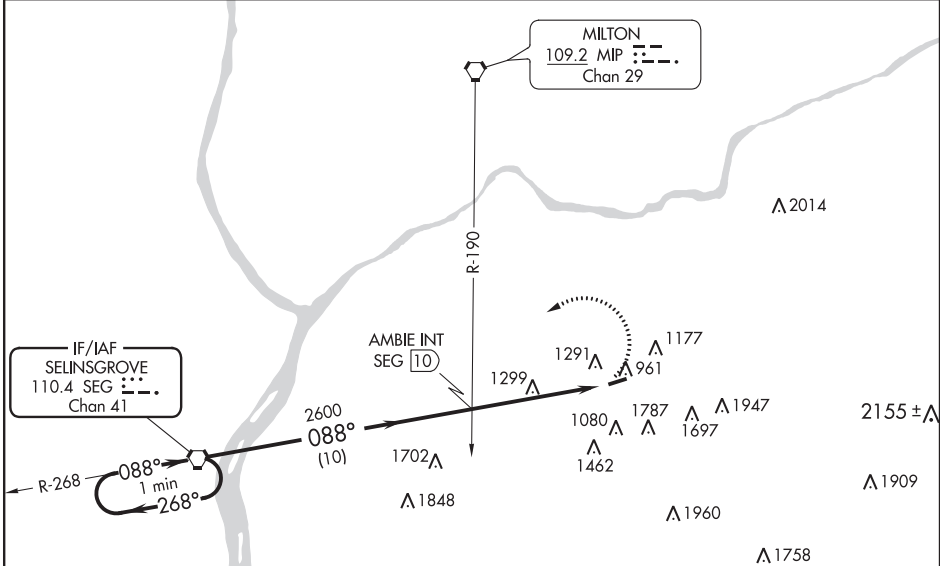 MILTON
109.2 MIP
Chan 29
2014
R-190
IF/IAF
SELINSGROVE
110.4 SEG
Chan 41
AMBIE INT
SEG 10
1291
1177
961
1299
2600
088°
(10)
1080
1787
1697
1947
2155 ±
1702
1462
R-268
088°
1 min
268°
1848
1909
1960
1758